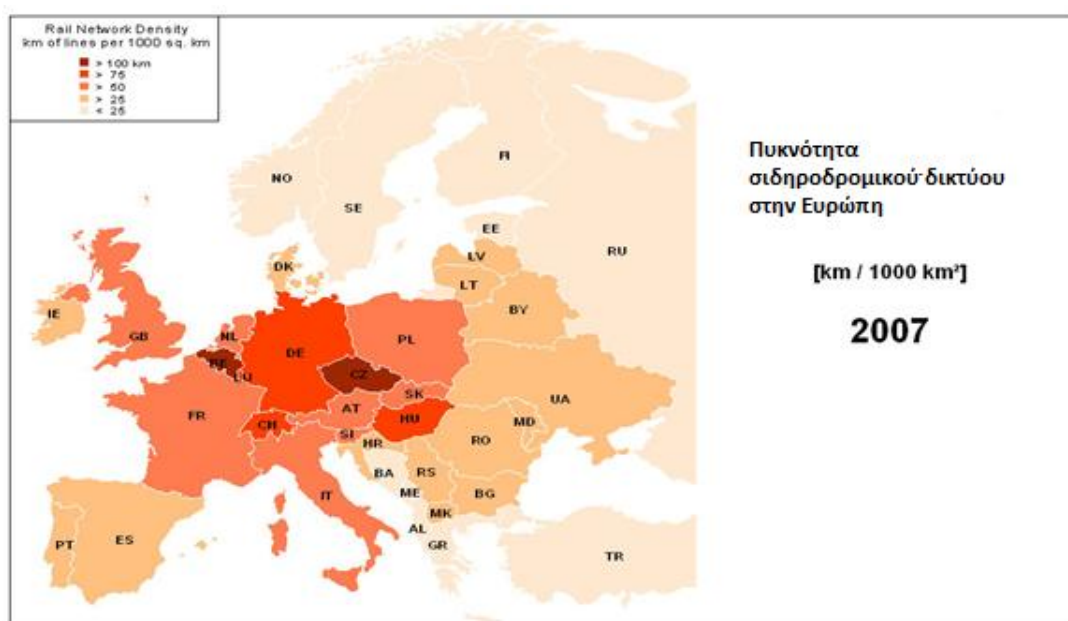 Rail Network Density
km of lines per 1000 sq. km
> 100 km
> 75
> 50
> 25
< 25
Πυκνότητα
σιδηροδρομικού δικτύου
στην Ευρώπη
[km / 1000 km²]
2007
NO
SE
FI
RU
EE
LV
LT
BY
DK
IE
GB
NL
BE
LU
DE
PL
CZ
SK
UA
FR
CH
AT
HU
MD
SI
HR
RO
BA
RS
IT
ME
BG
MK
AL
GR
PT
ES
TR